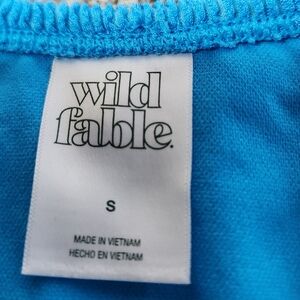 wild
fable.
S
MADE IN VIETNAM
HECHO EN VIETNAM